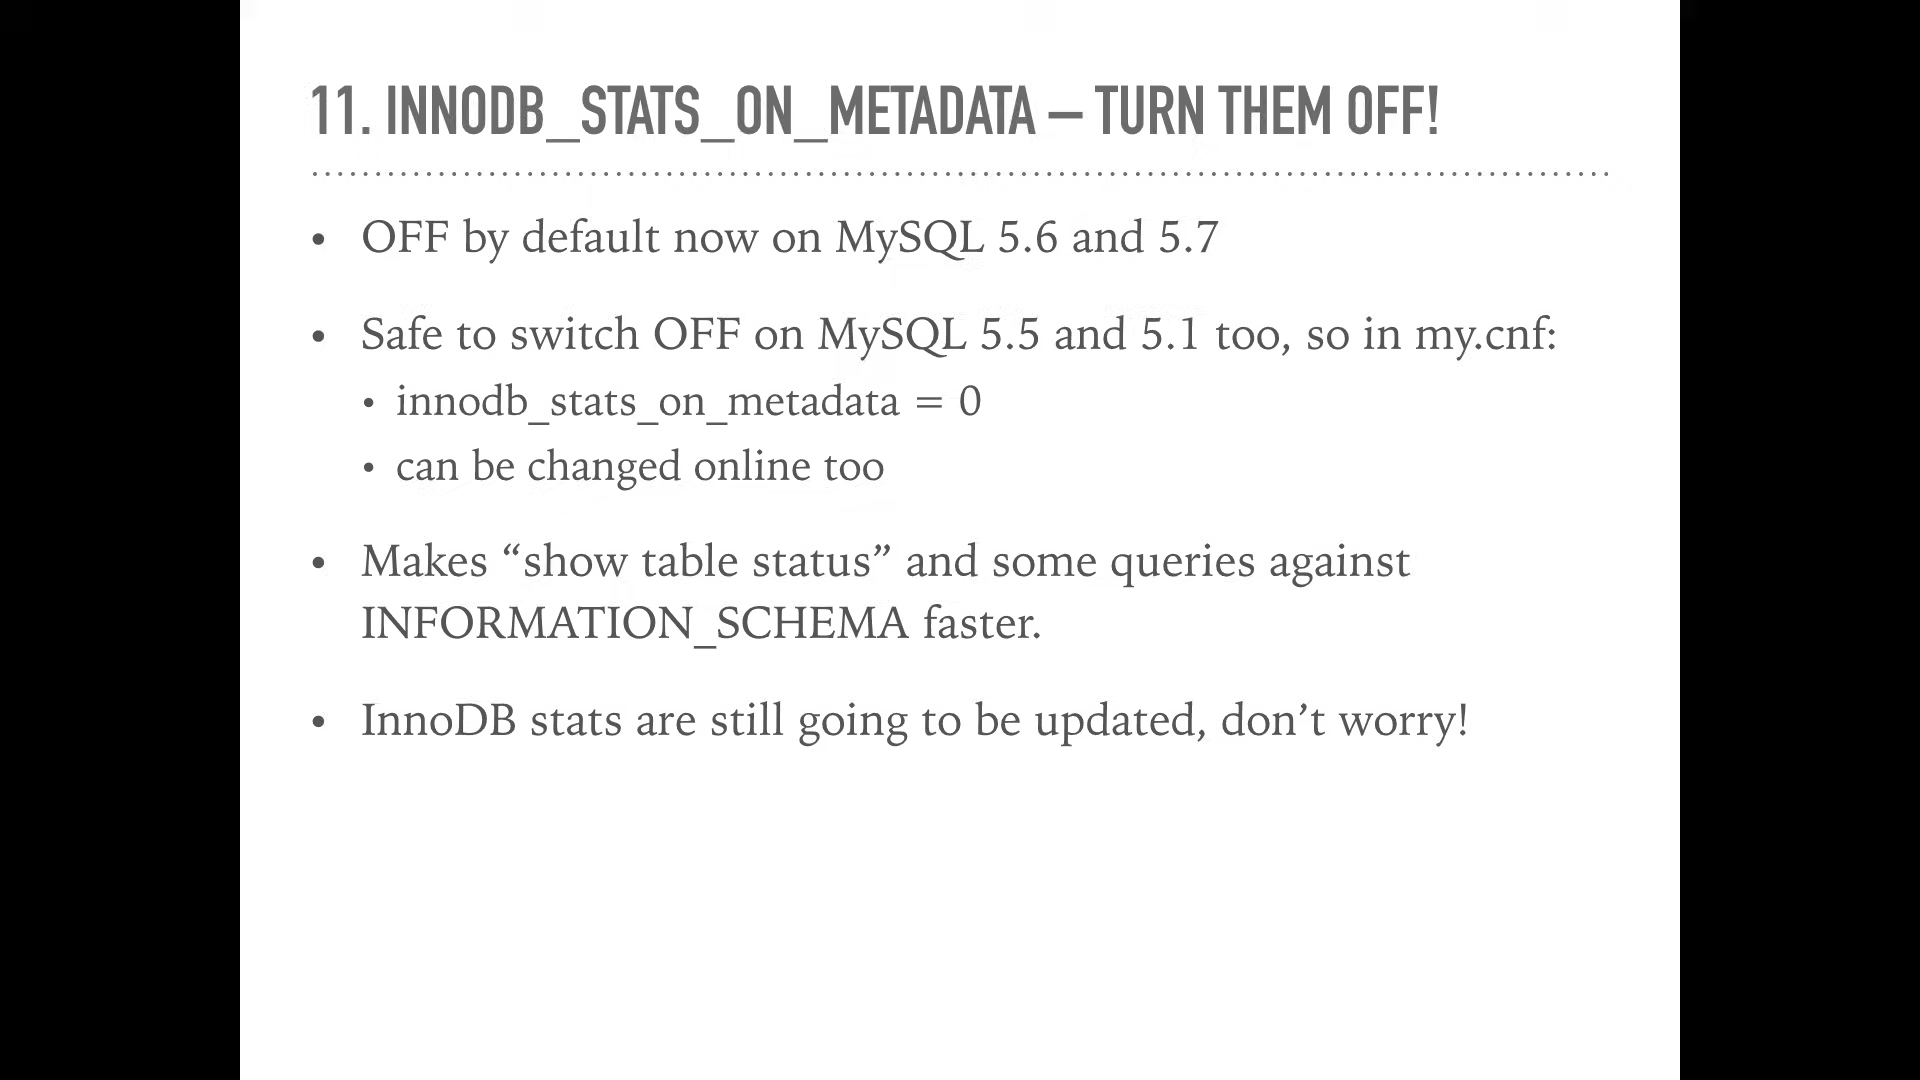 11. INNODB_STATS_ON_METADATA – TURN THEM OFF!
• OFF by default now on MySQL 5.6 and 5.7
• Safe to switch OFF on MySQL 5.5 and 5.1 too, so in my.cnf:
• innodb_stats_on_metadata = 0
• can be changed online too
• Makes “show table status” and some queries against
INFORMATION_SCHEMA faster.
• InnoDB stats are still going to be updated, don’t worry!